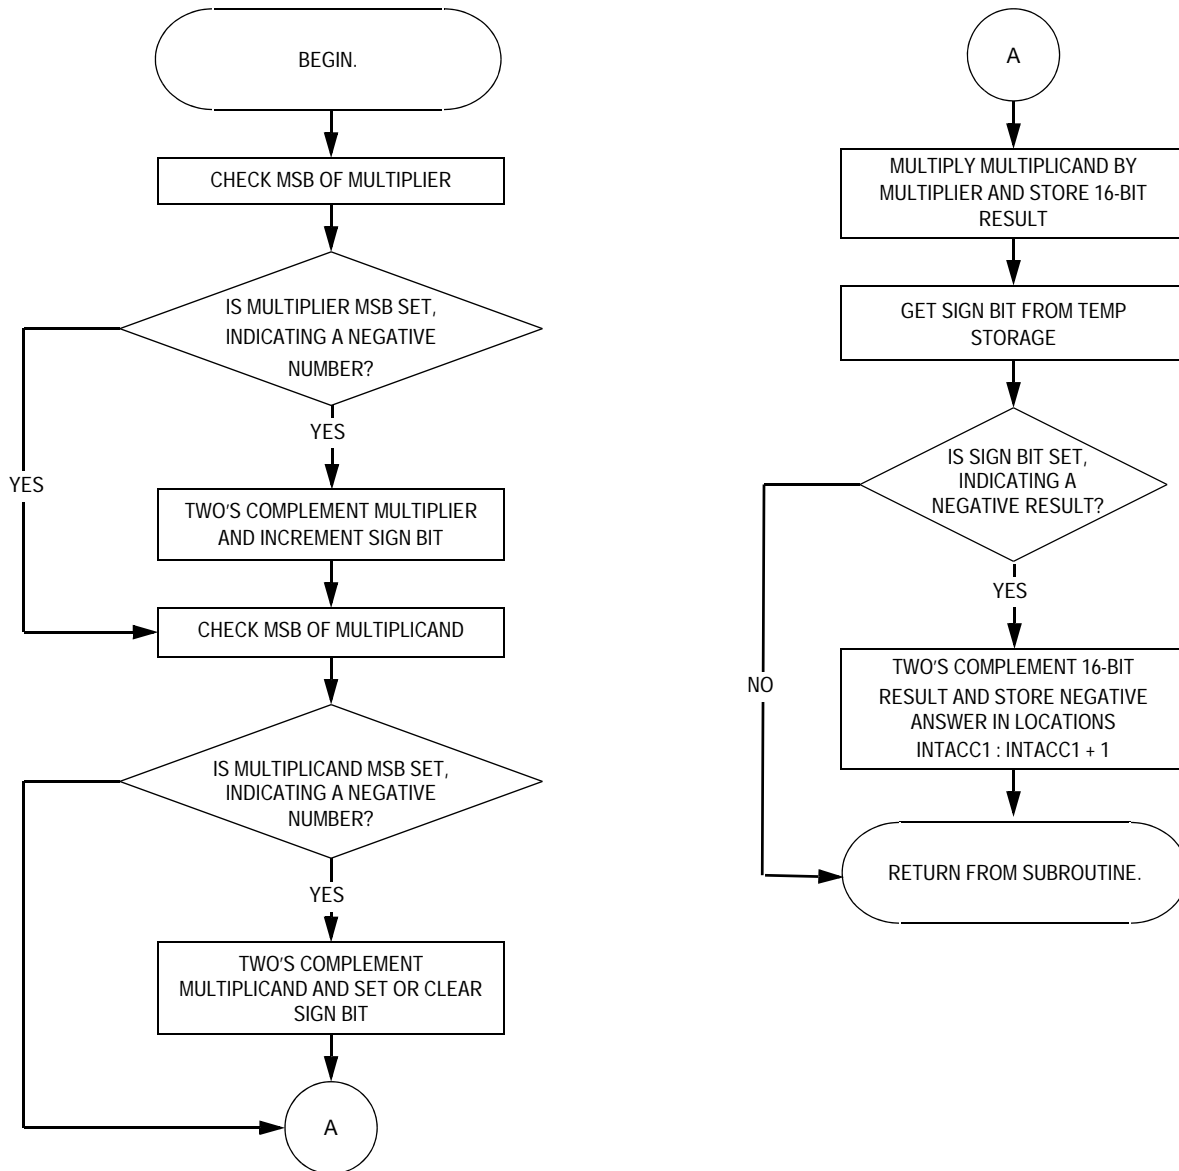 BEGIN.
CHECK MSB OF MULTIPLIER
IS MULTIPLIER MSB SET,
INDICATING A NEGATIVE
NUMBER?
YES
YES
TWO'S COMPLEMENT MULTIPLIER
AND INCREMENT SIGN BIT
CHECK MSB OF MULTIPLICAND
IS MULTIPLICAND MSB SET,
INDICATING A NEGATIVE
NUMBER?
YES
TWO'S COMPLEMENT
MULTIPLICAND AND SET OR CLEAR
SIGN BIT
A
A
MULTIPLY MULTIPLICAND BY
MULTIPLIER AND STORE 16-BIT
RESULT
GET SIGN BIT FROM TEMP
STORAGE
IS SIGN BIT SET,
INDICATING A
NEGATIVE RESULT?
YES
NO
TWO'S COMPLEMENT 16-BIT
RESULT AND STORE NEGATIVE
ANSWER IN LOCATIONS
INTACC1 : INTACC1 + 1
RETURN FROM SUBROUTINE.